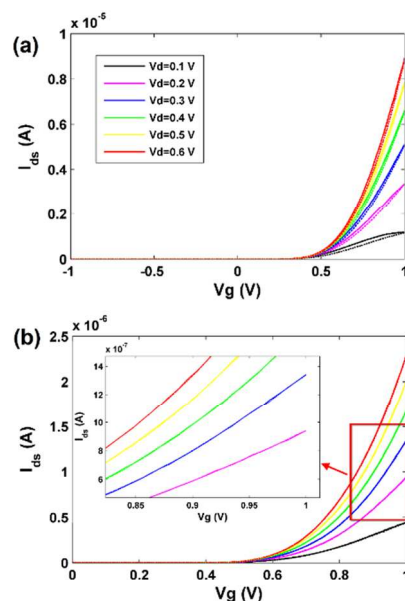 x 10⁻⁵
(a)
1
0.8
0.6
0.4
0.2
0
I_ds (A)
Vd=0.1 V
Vd=0.2 V
Vd=0.3 V
Vd=0.4 V
Vd=0.5 V
Vd=0.6 V
-1 -0.5 0 0.5 1
Vg (V)
(b)
x 10⁻⁶
2.5
2
1.5
1
0.5
0
I_ds (A)
x 10⁻⁷
14
12
10
8
6
I_ds (A)
0.85 0.9 0.95 1
Vg (V)
0 0.2 0.4 0.6 0.8 1
Vg (V)